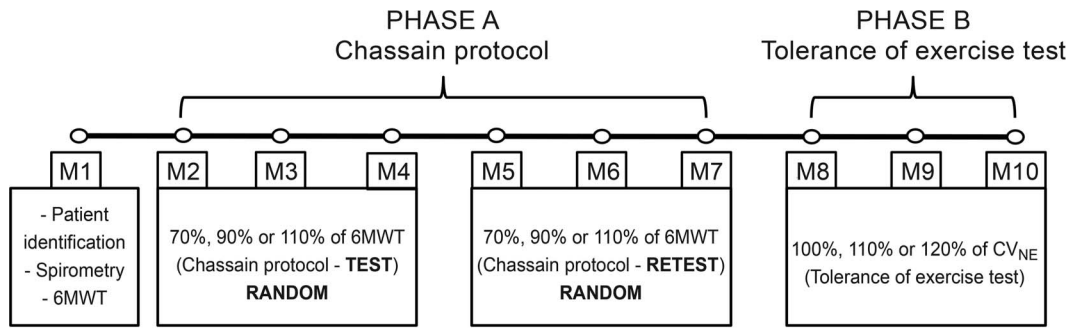 PHASE A
Chassain protocol
PHASE B
Tolerance of exercise test
M1
M2
M3
M4
M5
M6
M7
M8
M9
M10
- Patient
identification
- Spirometry
- 6MWT
70%, 90% or 110% of 6MWT
(Chassain protocol - TEST)
RANDOM
70%, 90% or 110% of 6MWT
(Chassain protocol - RETEST)
RANDOM
100%, 110% or 120% of CVNE
(Tolerance of exercise test)